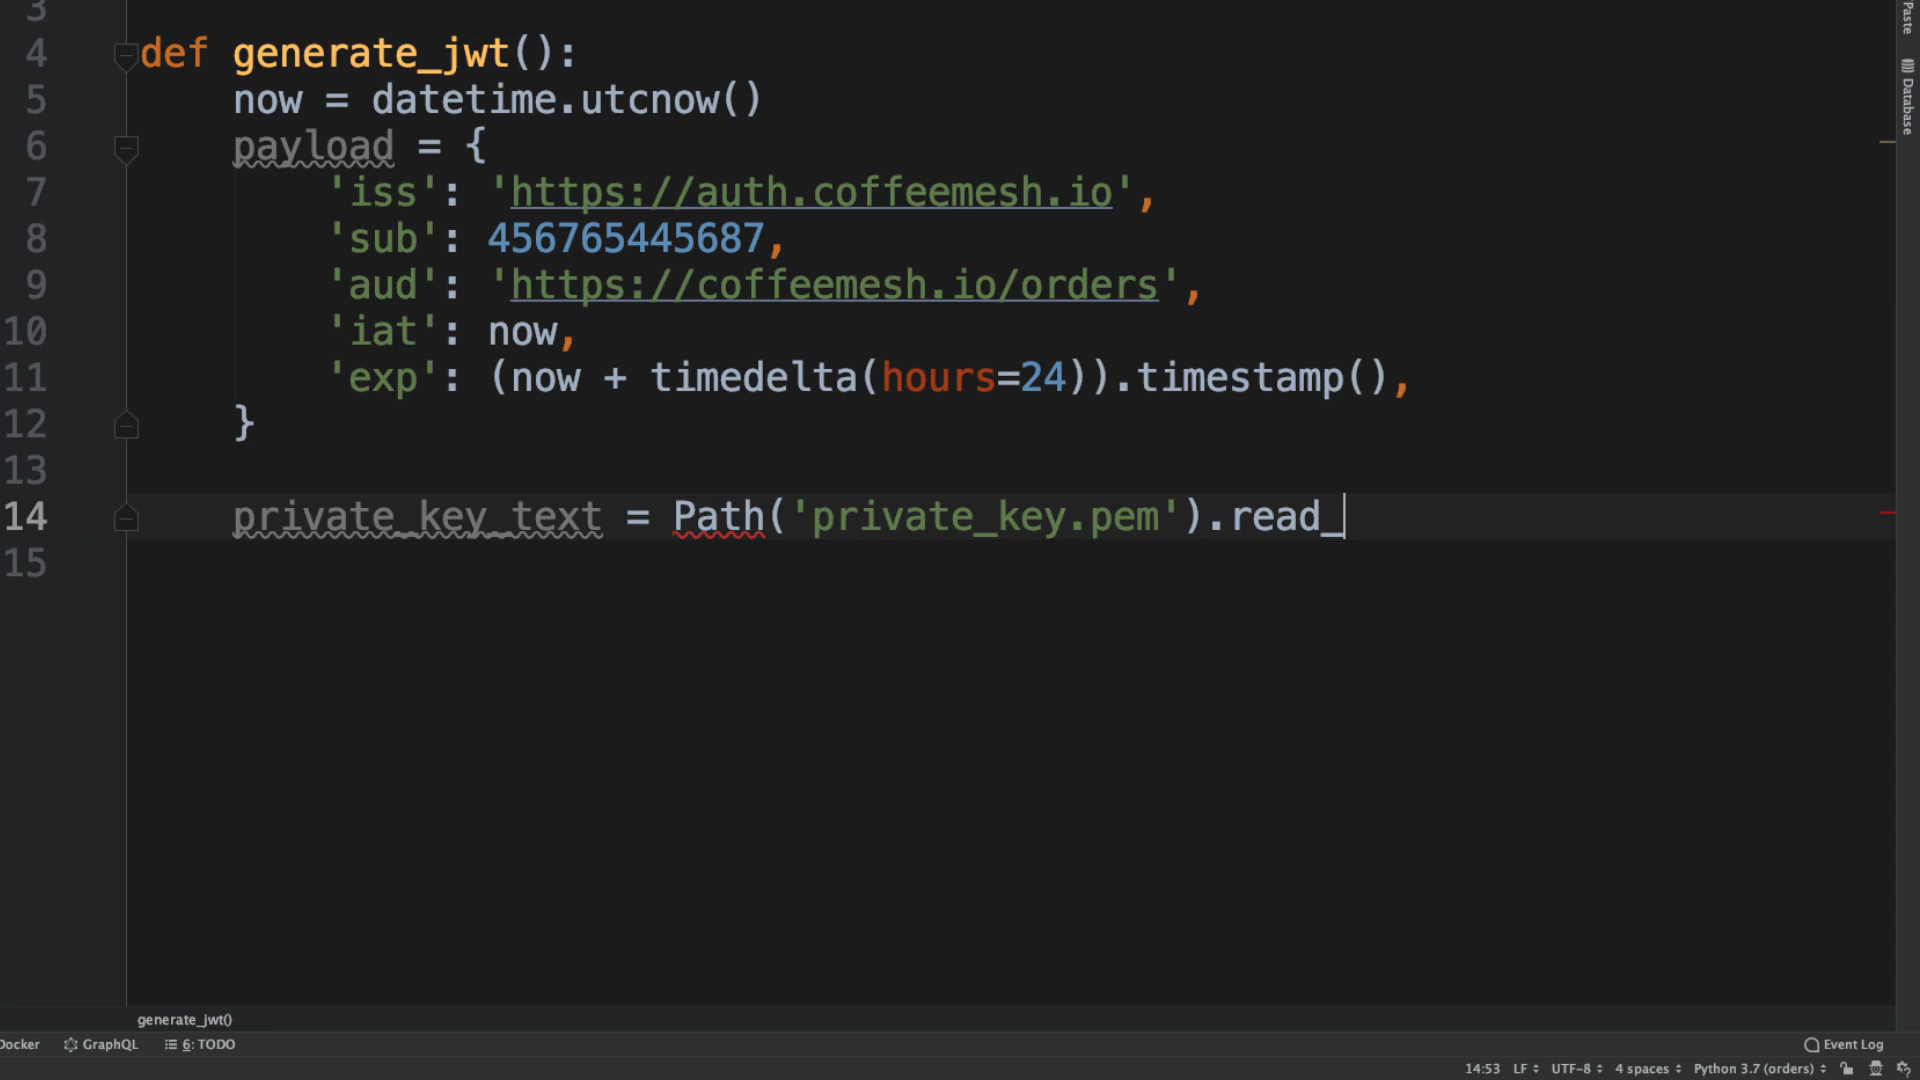 3
4 def generate_jwt():
5 now = datetime.utcnow()
6 payload = {
7 'iss': 'https://auth.coffeemesh.io',
8 'sub': 456765445687,
9 'aud': 'https://coffeemesh.io/orders',
10 'iat': now,
11 'exp': (now + timedelta(hours=24)).timestamp(),
12 }
13
14 private_key_text = Path('private_key.pem').read_
15
Paste
Database
generate_jwt()
Docker GraphQL 6: TODO Event Log
14:53 LF UTF-8 4 spaces Python 3.7 (orders)